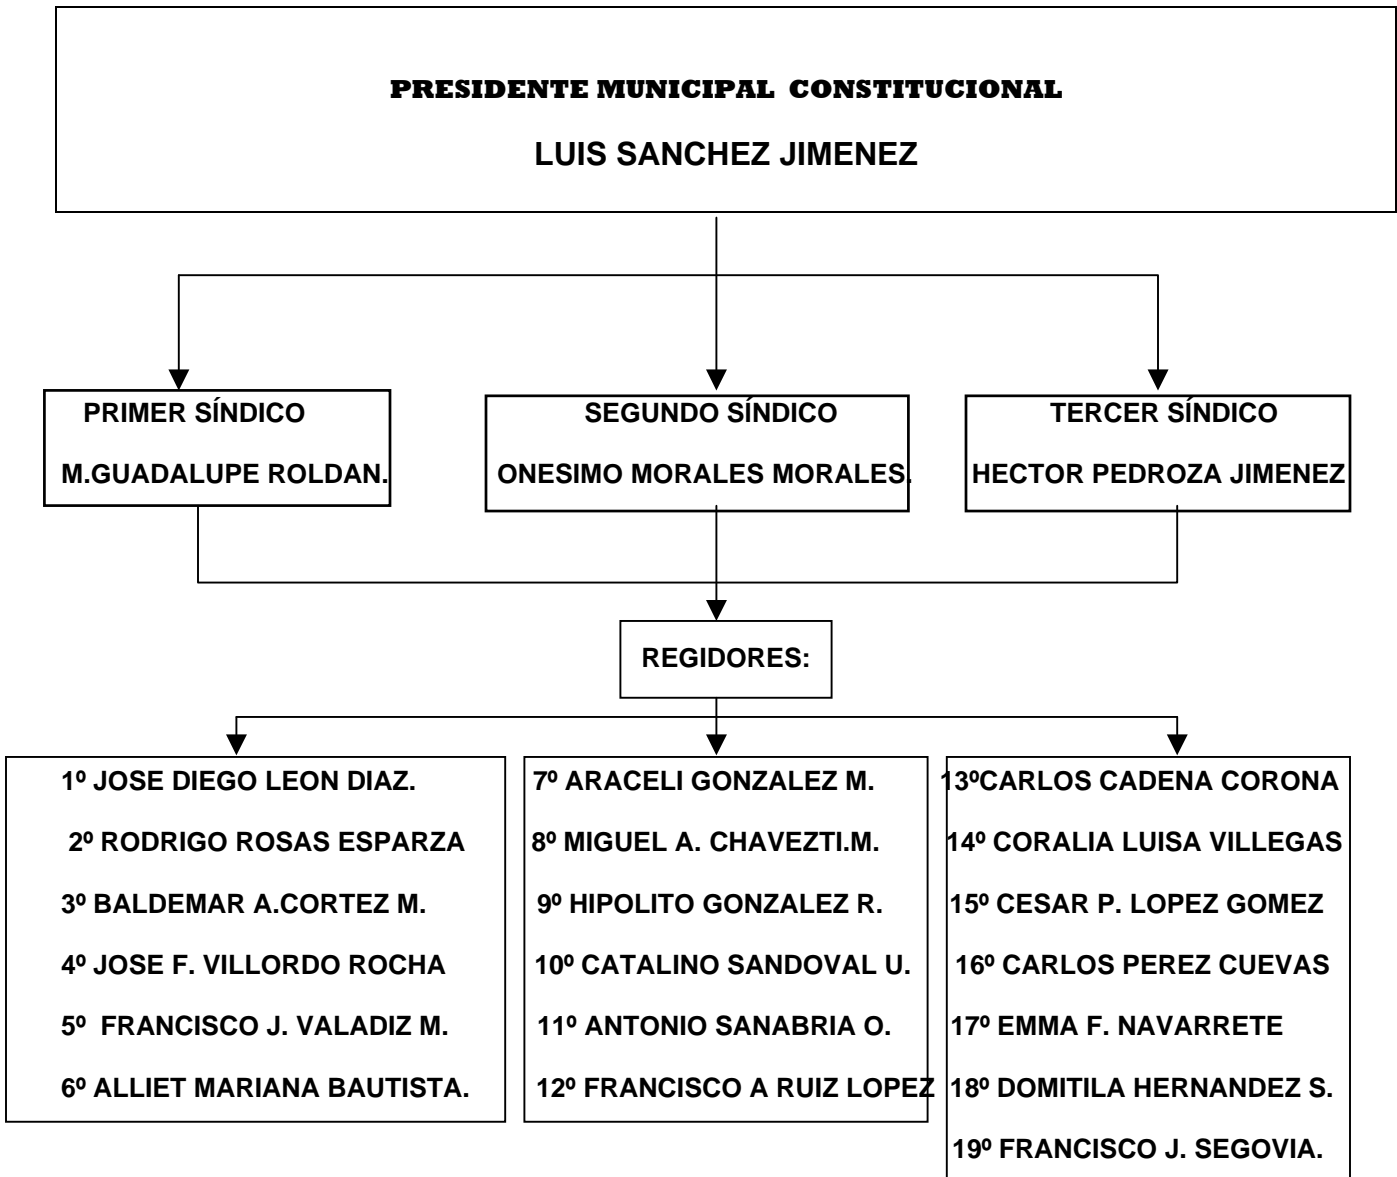 PRESIDENTE MUNICIPAL CONSTITUCIONAL
LUIS SANCHEZ JIMENEZ
PRIMER SÍNDICO
M.GUADALUPE ROLDAN.
SEGUNDO SÍNDICO
ONESIMO MORALES MORALES.
TERCER SÍNDICO
HECTOR PEDROZA JIMENEZ
REGIDORES:
1º JOSE DIEGO LEON DIAZ.
2º RODRIGO ROSAS ESPARZA
3º BALDEMAR A.CORTEZ M.
4º JOSE F. VILLORDO ROCHA
5º FRANCISCO J. VALADIZ M.
6º ALLIET MARIANA BAUTISTA.
7º ARACELI GONZALEZ M.
8º MIGUEL A. CHAVEZTI.M.
9º HIPOLITO GONZALEZ R.
10º CATALINO SANDOVAL U.
11º ANTONIO SANABRIA O.
12º FRANCISCO A RUIZ LOPEZ
13ºCARLOS CADENA CORONA
14º CORALIA LUISA VILLEGAS
15º CESAR P. LOPEZ GOMEZ
16º CARLOS PEREZ CUEVAS
17º EMMA F. NAVARRETE
18º DOMITILA HERNANDEZ S.
19º FRANCISCO J. SEGOVIA.